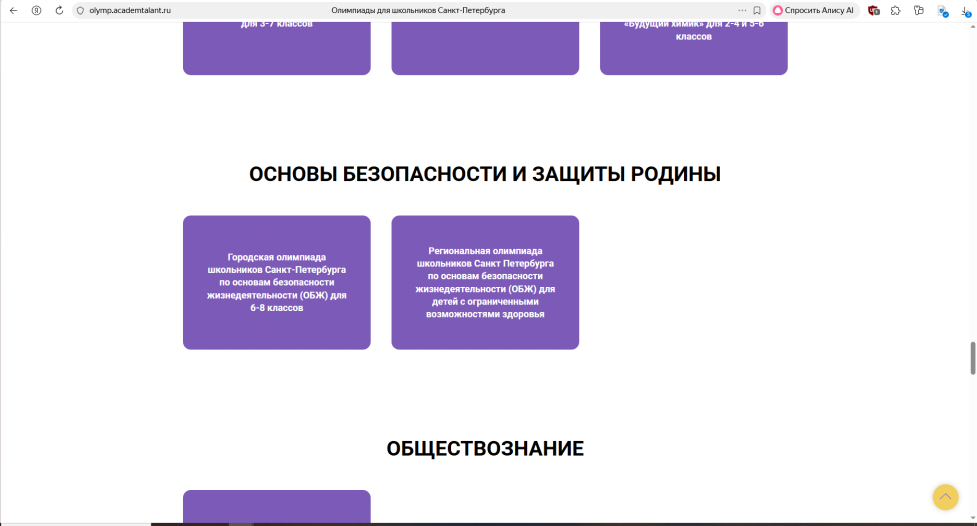 olymp.academtalant.ru
Олимпиады для школьников Санкт-Петербурга
Спросить Алису AI
для 3-7 классов
«Будущий химик» для 2-4 и 5-6
классов
ОСНОВЫ БЕЗОПАСНОСТИ И ЗАЩИТЫ РОДИНЫ
Городская олимпиада
школьников Санкт-Петербурга
по основам безопасности
жизнедеятельности (ОБЖ) для
6-8 классов
Региональная олимпиада
школьников Санкт Петербурга
по основам безопасности
жизнедеятельности (ОБЖ) для
детей с ограниченными
возможностями здоровья
ОБЩЕСТВОЗНАНИЕ